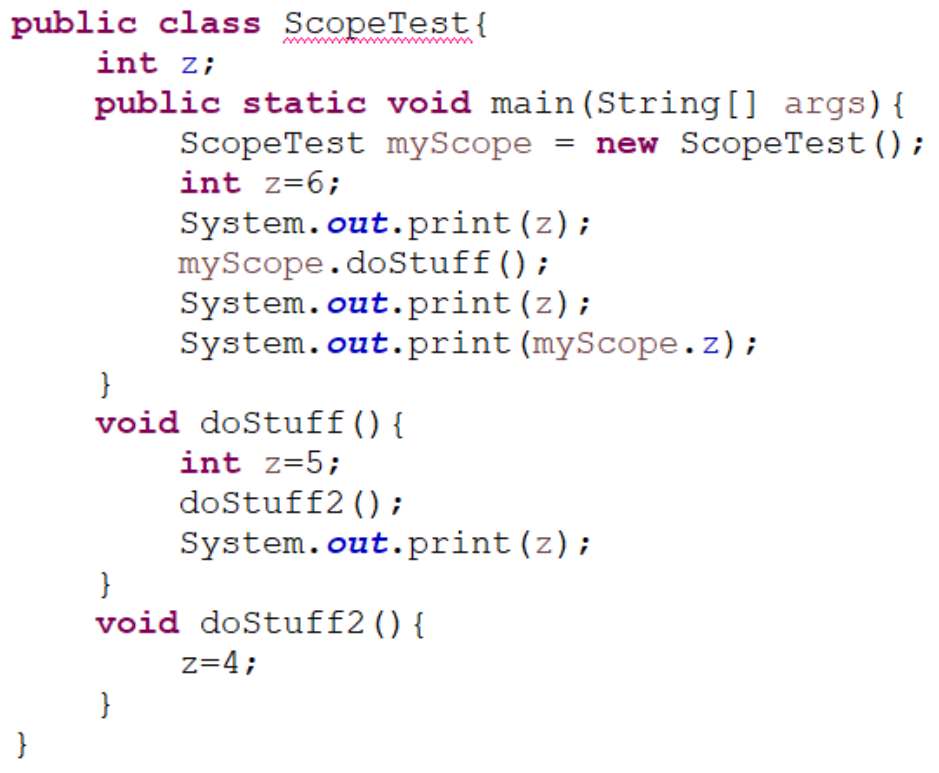 public class ScopeTest{
    int z;
    public static void main(String[] args){
        ScopeTest myScope = new ScopeTest();
        int z=6;
        System.out.print(z);
        myScope.doStuff();
        System.out.print(z);
        System.out.print(myScope.z);
    }
    void doStuff(){
        int z=5;
        doStuff2();
        System.out.print(z);
    }
    void doStuff2(){
        z=4;
    }
}